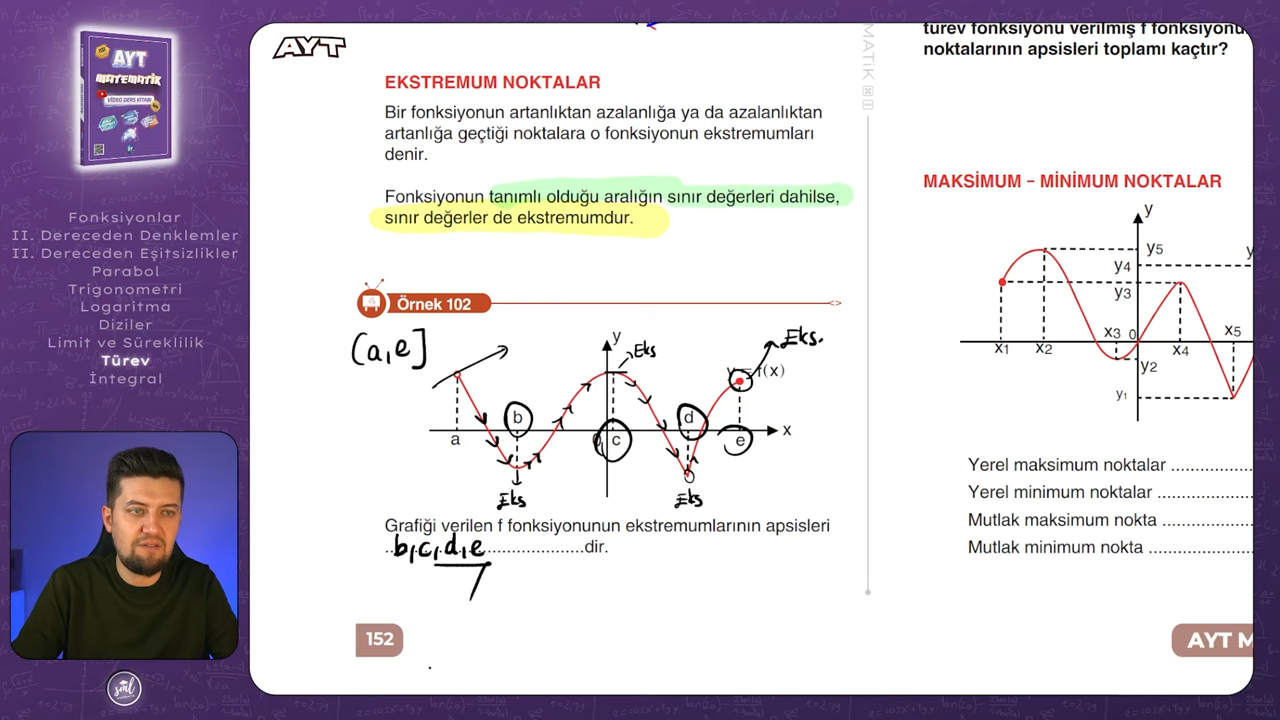 AYT
MATEMATİK
VİDEO DERS KİTABI
Fonksiyonlar
II. Dereceden Denklemler
II. Dereceden Eşitsizlikler
Parabol
Trigonometri
Logaritma
Diziler
Limit ve Süreklilik
Türev
İntegral
sml
AYT
EKSTREMUM NOKTALAR
Bir fonksiyonun artanlıktan azalanlığa ya da azalanlıktan
artanlığa geçtiği noktalara o fonksiyonun ekstremumları
denir.
Fonksiyonun tanımlı olduğu aralığın sınır değerleri dahilse,
sınır değerler de ekstremumdur.
Örnek 102
(a,e]
y
Eks
Eks.
y = f(x)
a
b
0
c
d
e
x
Eks
Eks
Grafiği verilen f fonksiyonunun ekstremumlarının apsisleri
..b,c,d,e......................dir.
152
MATİK
türev fonksiyonu verilmiş f fonksiyonu
noktalarının apsisleri toplamı kaçtır?
MAKSİMUM – MİNİMUM NOKTALAR
y
y5
y4
y3
x3
0
x5
x1
x2
x4
y2
y1
Yerel maksimum noktalar ....................
Yerel minimum noktalar .......................
Mutlak maksimum nokta ......................
Mutlak minimum nokta ........................
AYT M